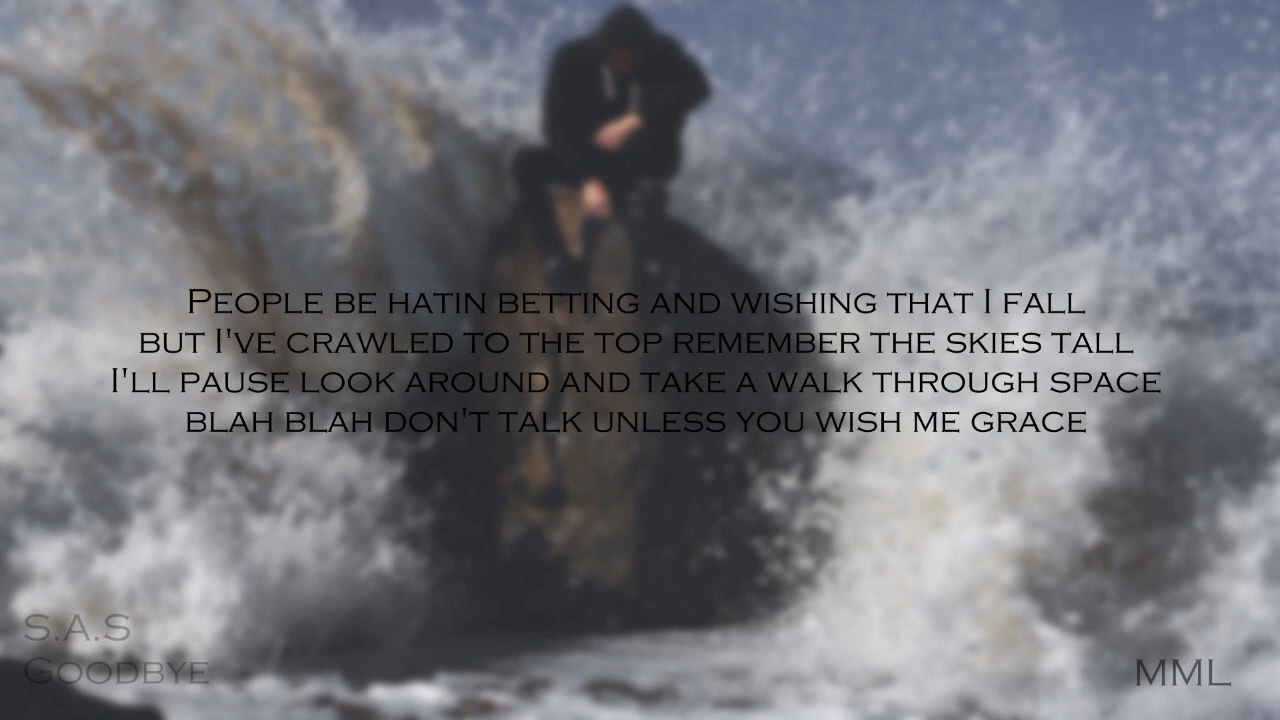 People be hatin betting and wishing that I fall
but I've crawled to the top remember the skies tall
I'll pause look around and take a walk through space
blah blah don't talk unless you wish me grace
S.A.S
Goodbye
MML